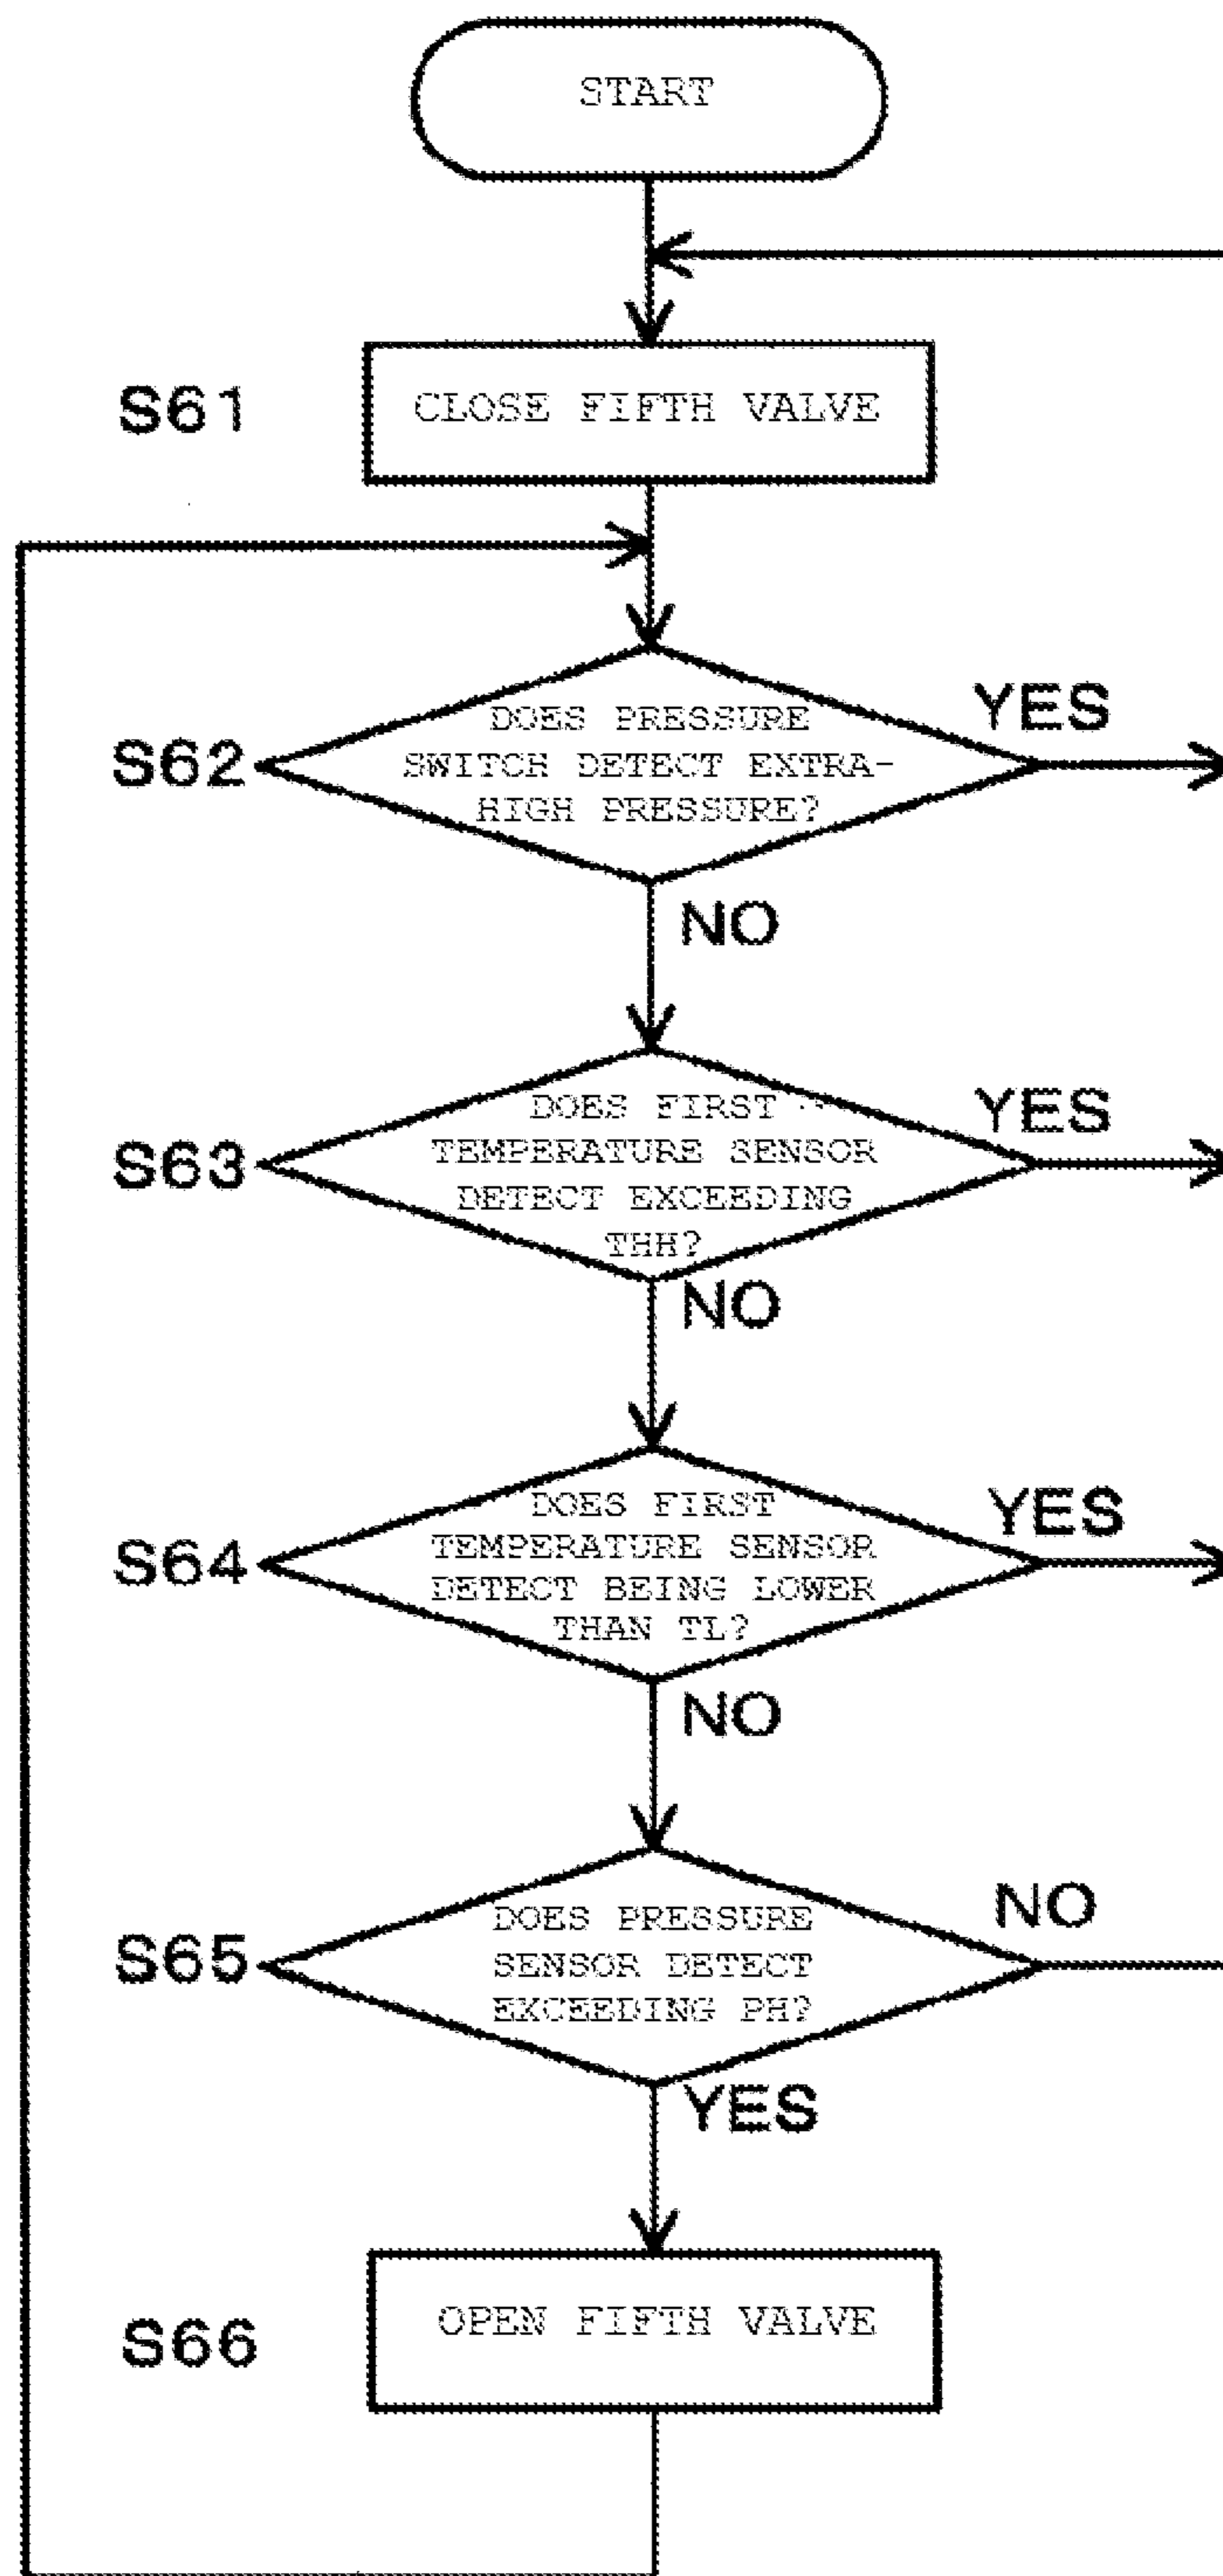 START
S61
CLOSE FIFTH VALVE
S62
DOES PRESSURE
SWITCH DETECT EXTRA-
HIGH PRESSURE?
YES
NO
S63
DOES FIRST
TEMPERATURE SENSOR
DETECT EXCEEDING
THH?
YES
NO
S64
DOES FIRST
TEMPERATURE SENSOR
DETECT BEING LOWER
THAN TL?
YES
NO
S65
DOES PRESSURE
SENSOR DETECT
EXCEEDING PH?
NO
YES
S66
OPEN FIFTH VALVE